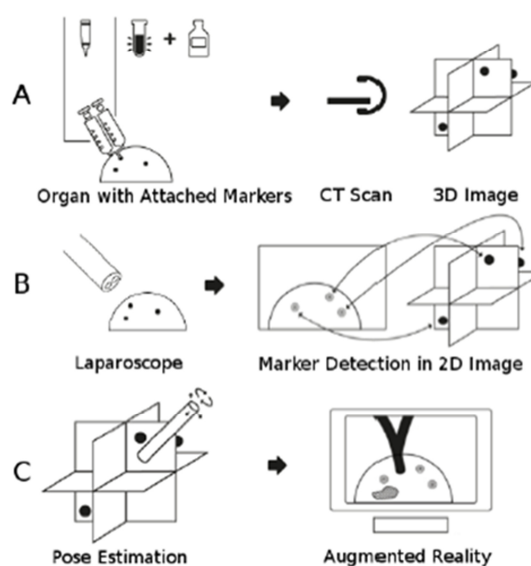 A
Organ with Attached Markers CT Scan 3D Image
B
Laparoscope Marker Detection in 2D Image
C
Pose Estimation Augmented Reality